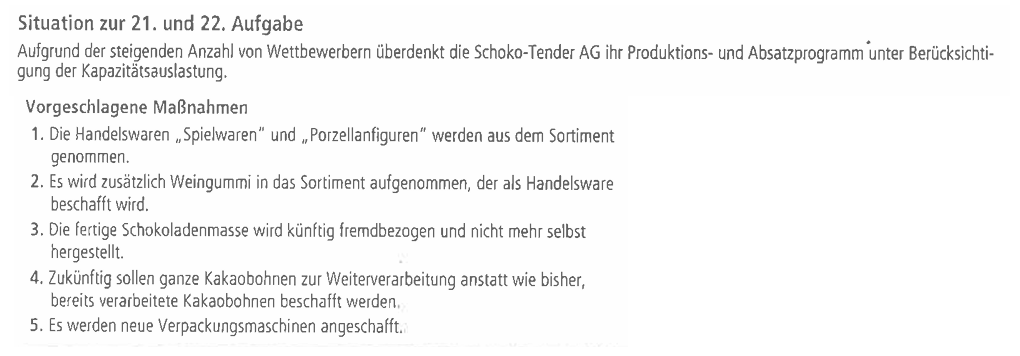 Situation zur 21. und 22. Aufgabe
Aufgrund der steigenden Anzahl von Wettbewerbern überdenkt die Schoko-Tender AG ihr Produktions- und Absatzprogramm unter Berücksichti-
gung der Kapazitätsauslastung.
Vorgeschlagene Maßnahmen
1. Die Handelswaren „Spielwaren" und „Porzellanfiguren" werden aus dem Sortiment
genommen.
2. Es wird zusätzlich Weingummi in das Sortiment aufgenommen, der als Handelsware
beschafft wird.
3. Die fertige Schokoladenmasse wird künftig fremdbezogen und nicht mehr selbst
hergestellt.
4. Zukünftig sollen ganze Kakaobohnen zur Weiterverarbeitung anstatt wie bisher,
bereits verarbeitete Kakaobohnen beschafft werden.
5. Es werden neue Verpackungsmaschinen angeschafft.